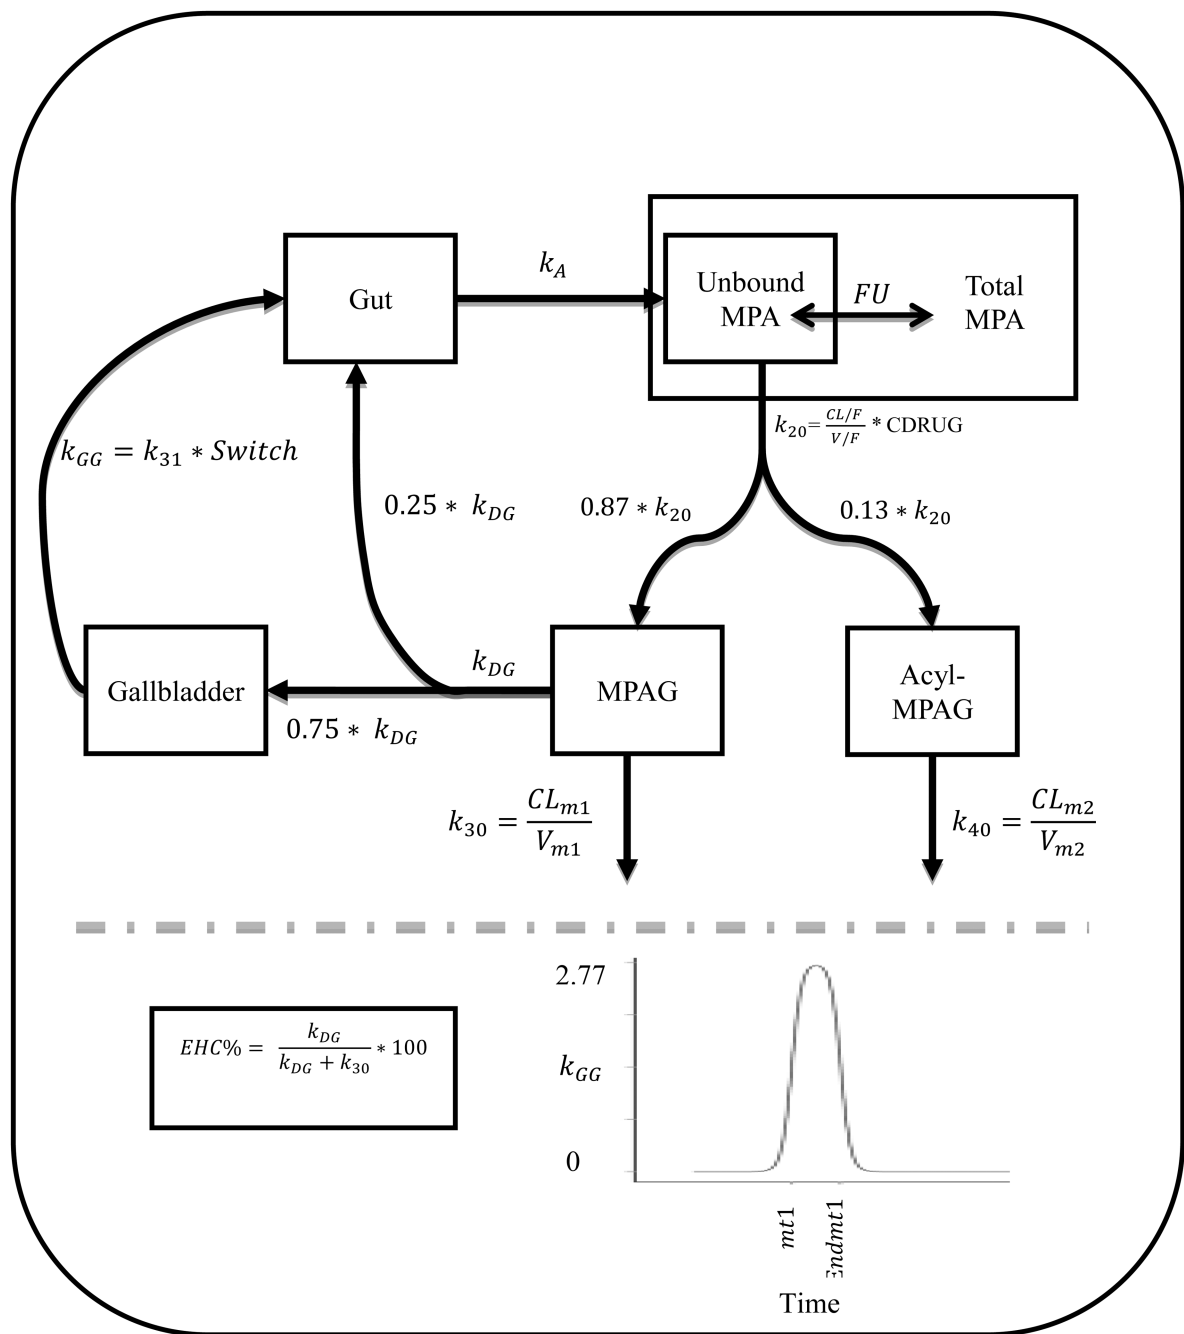 Gut
k_A
Unbound
MPA
FU
Total
MPA
k_20= CL/F / V/F * CDRUG
k_GG = k_31 * Switch
0.25 * k_DG
0.87 * k_20
0.13 * k_20
Gallbladder
k_DG
0.75 * k_DG
MPAG
Acyl-
MPAG
k_30 = CL_m1 / V_m1
k_40 = CL_m2 / V_m2
EHC% = k_DG / k_DG + k_30 * 100
2.77
k_GG
0
mt1
Endmt1
Time